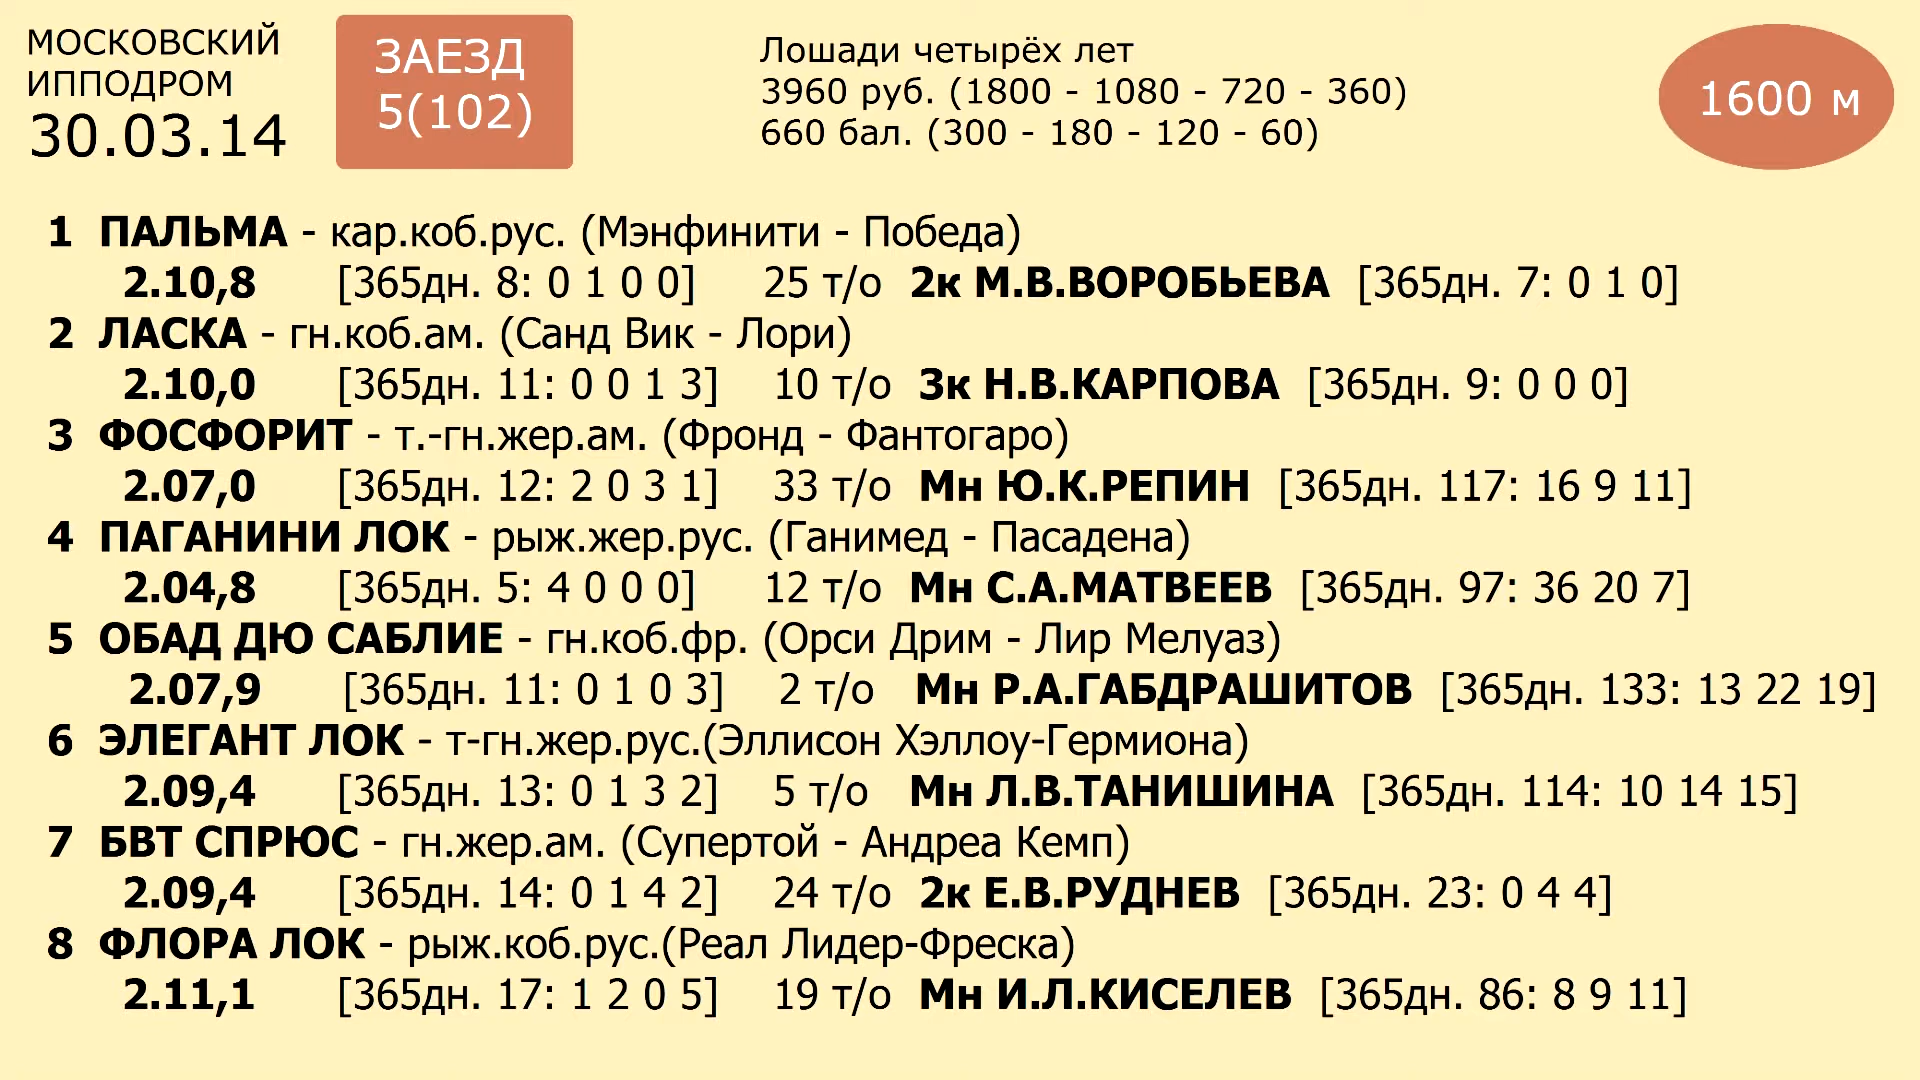 МОСКОВСКИЙ
ИППОДРОМ
30.03.14
ЗАЕЗД
5(102)
Лошади четырёх лет
3960 руб. (1800 - 1080 - 720 - 360)
660 бал. (300 - 180 - 120 - 60)
1600 м
1 ПАЛЬМА - кар.коб.рус. (Мэнфинити - Победа)
2.10,8 [365дн. 8: 0 1 0 0] 25 т/о 2к М.В.ВОРОБЬЕВА [365дн. 7: 0 1 0]
2 ЛАСКА - гн.коб.ам. (Санд Вик - Лори)
2.10,0 [365дн. 11: 0 0 1 3] 10 т/о 3к Н.В.КАРПОВА [365дн. 9: 0 0 0]
3 ФОСФОРИТ - т.-гн.жер.ам. (Фронд - Фантогаро)
2.07,0 [365дн. 12: 2 0 3 1] 33 т/о Мн Ю.К.РЕПИН [365дн. 117: 16 9 11]
4 ПАГАНИНИ ЛОК - рыж.жер.рус. (Ганимед - Пасадена)
2.04,8 [365дн. 5: 4 0 0 0] 12 т/о Мн С.А.МАТВЕЕВ [365дн. 97: 36 20 7]
5 ОБАД ДЮ САБЛИЕ - гн.коб.фр. (Орси Дрим - Лир Мелуаз)
2.07,9 [365дн. 11: 0 1 0 3] 2 т/о Мн Р.А.ГАБДРАШИТОВ [365дн. 133: 13 22 19]
6 ЭЛЕГАНТ ЛОК - т-гн.жер.рус.(Эллисон Хэллоу-Гермиона)
2.09,4 [365дн. 13: 0 1 3 2] 5 т/о Мн Л.В.ТАНИШИНА [365дн. 114: 10 14 15]
7 БВТ СПРЮС - гн.жер.ам. (Супертой - Андреа Кемп)
2.09,4 [365дн. 14: 0 1 4 2] 24 т/о 2к Е.В.РУДНЕВ [365дн. 23: 0 4 4]
8 ФЛОРА ЛОК - рыж.коб.рус.(Реал Лидер-Фреска)
2.11,1 [365дн. 17: 1 2 0 5] 19 т/о Мн И.Л.КИСЕЛЕВ [365дн. 86: 8 9 11]